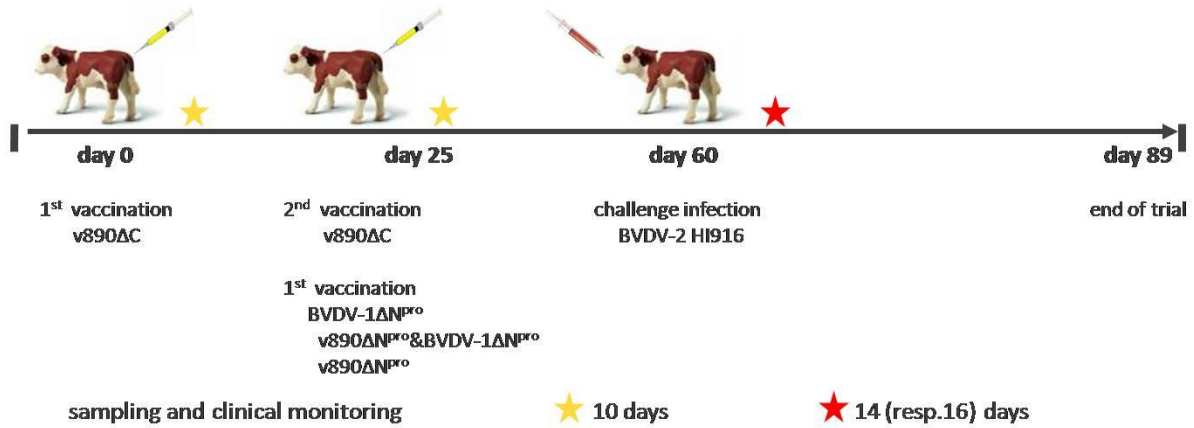 day 0
day 25
day 60
day 89
1st vaccination
v890ΔC
2nd vaccination
v890ΔC
1st vaccination
BVDV-1ΔNpro
v890ΔNpro&BVDV-1ΔNpro
v890ΔNpro
challenge infection
BVDV-2 HI916
end of trial
sampling and clinical monitoring
10 days
14 (resp.16) days